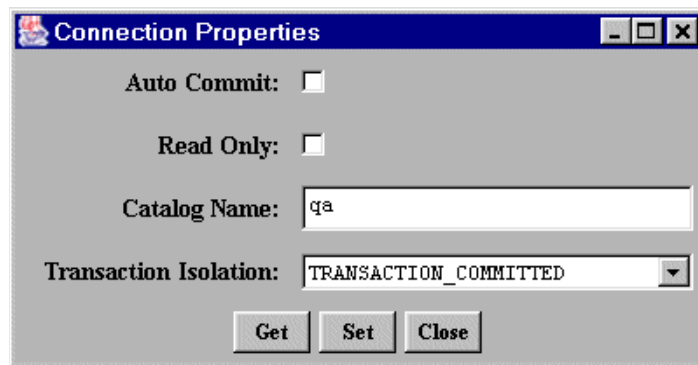 Connection Properties
Auto Commit:
Read Only:
Catalog Name: qa
Transaction Isolation: TRANSACTION_COMMITTED
Get Set Close